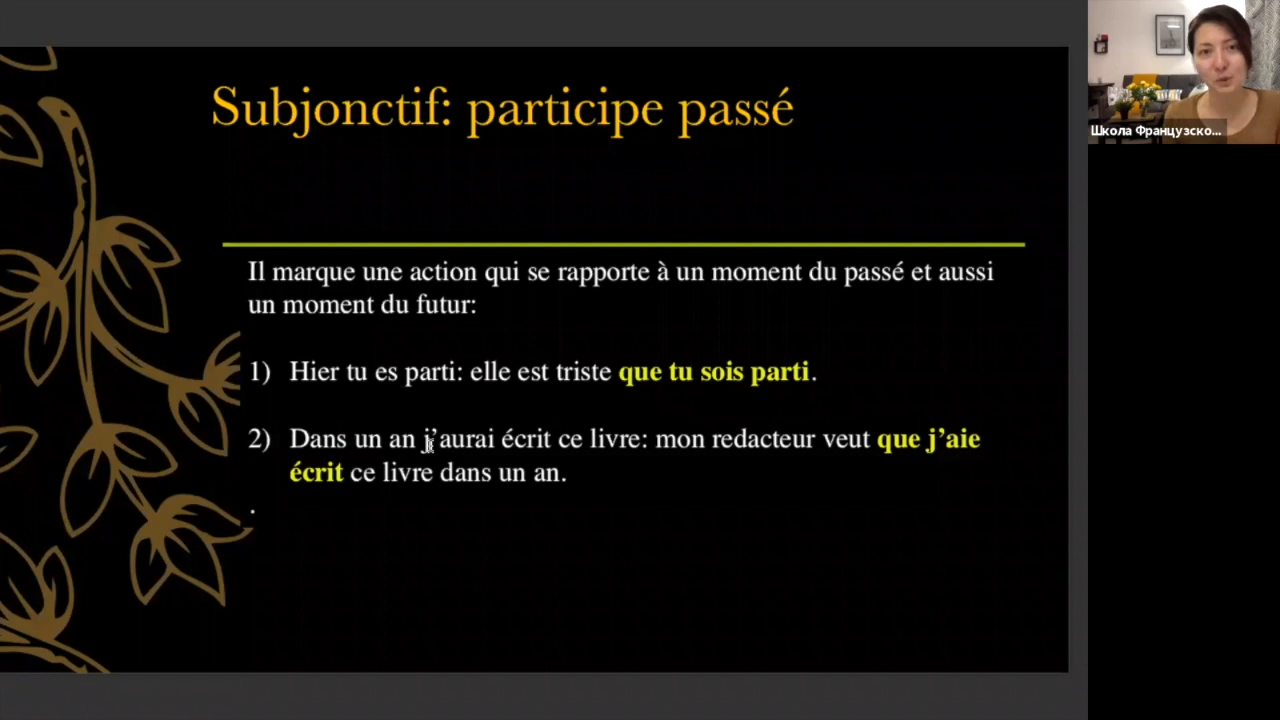 Subjonctif: participe passé
Школа Французско...
Il marque une action qui se rapporte à un moment du passé et aussi
un moment du futur:
1) Hier tu es parti: elle est triste que tu sois parti.
2) Dans un an j’aurai écrit ce livre: mon redacteur veut que j’aie
écrit ce livre dans un an.
.